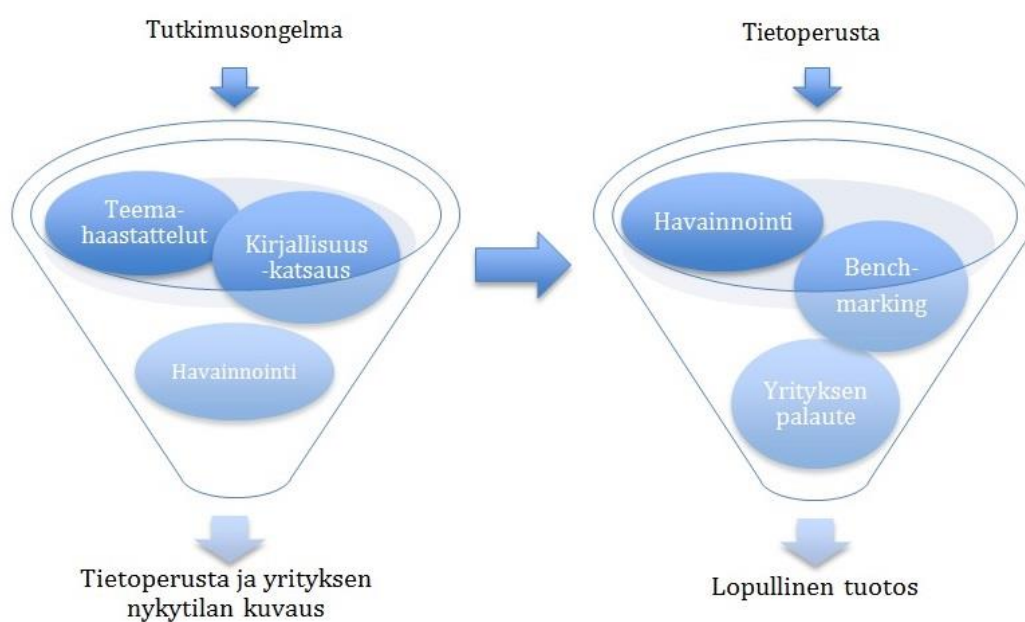 Tutkimusongelma
Teema-
haastattelut
Kirjallisuus
-katsaus
Havainnointi
Tietoperusta ja yrityksen
nykytilan kuvaus
Tietoperusta
Havainnointi
Bench-
marking
Yrityksen
palaute
Lopullinen tuotos